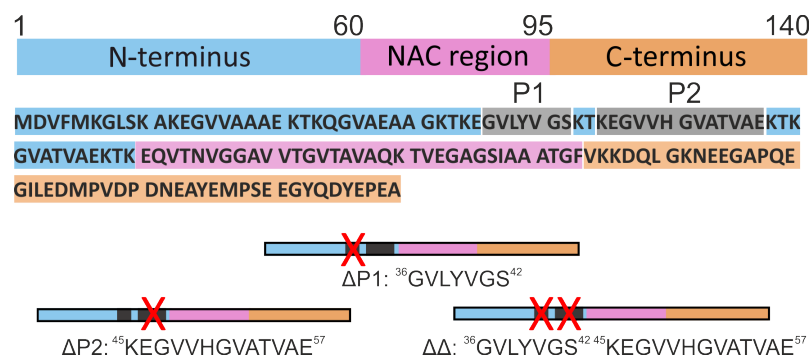 1 60 95 140
N-terminus NAC region C-terminus
P1 P2
MDVFMKGLSK AKEGVVAAAE KTKQGVAEAA GKTKEGVLYV GSKTKEGVVH GVATVAEKTK
GVATVAEKTK EQVTNVGGAV VTGVTAVAQK TVEGAGSIAA ATGFVKKDQL GKNEEGAPQE
GILEDMPVDP DNEAYEMPSE EGYQDYEPEA
ΔP1: ³⁶GVLYVGS⁴²
ΔP2: ⁴⁵KEGVVHGVATVAE⁵⁷ ΔΔ: ³⁶GVLYVGS⁴² ⁴⁵KEGVVHGVATVAE⁵⁷